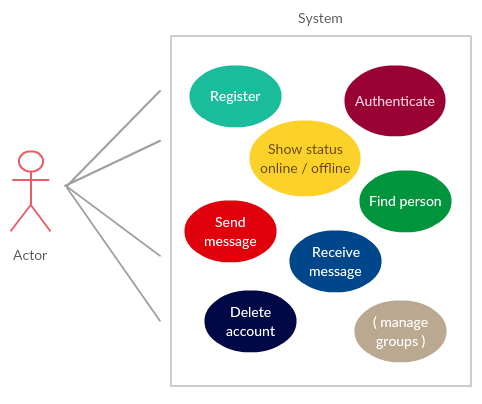 System
Register
Authenticate
Show status
online / offline
Find person
Send
message
Receive
message
Delete
account
( manage
groups )
Actor